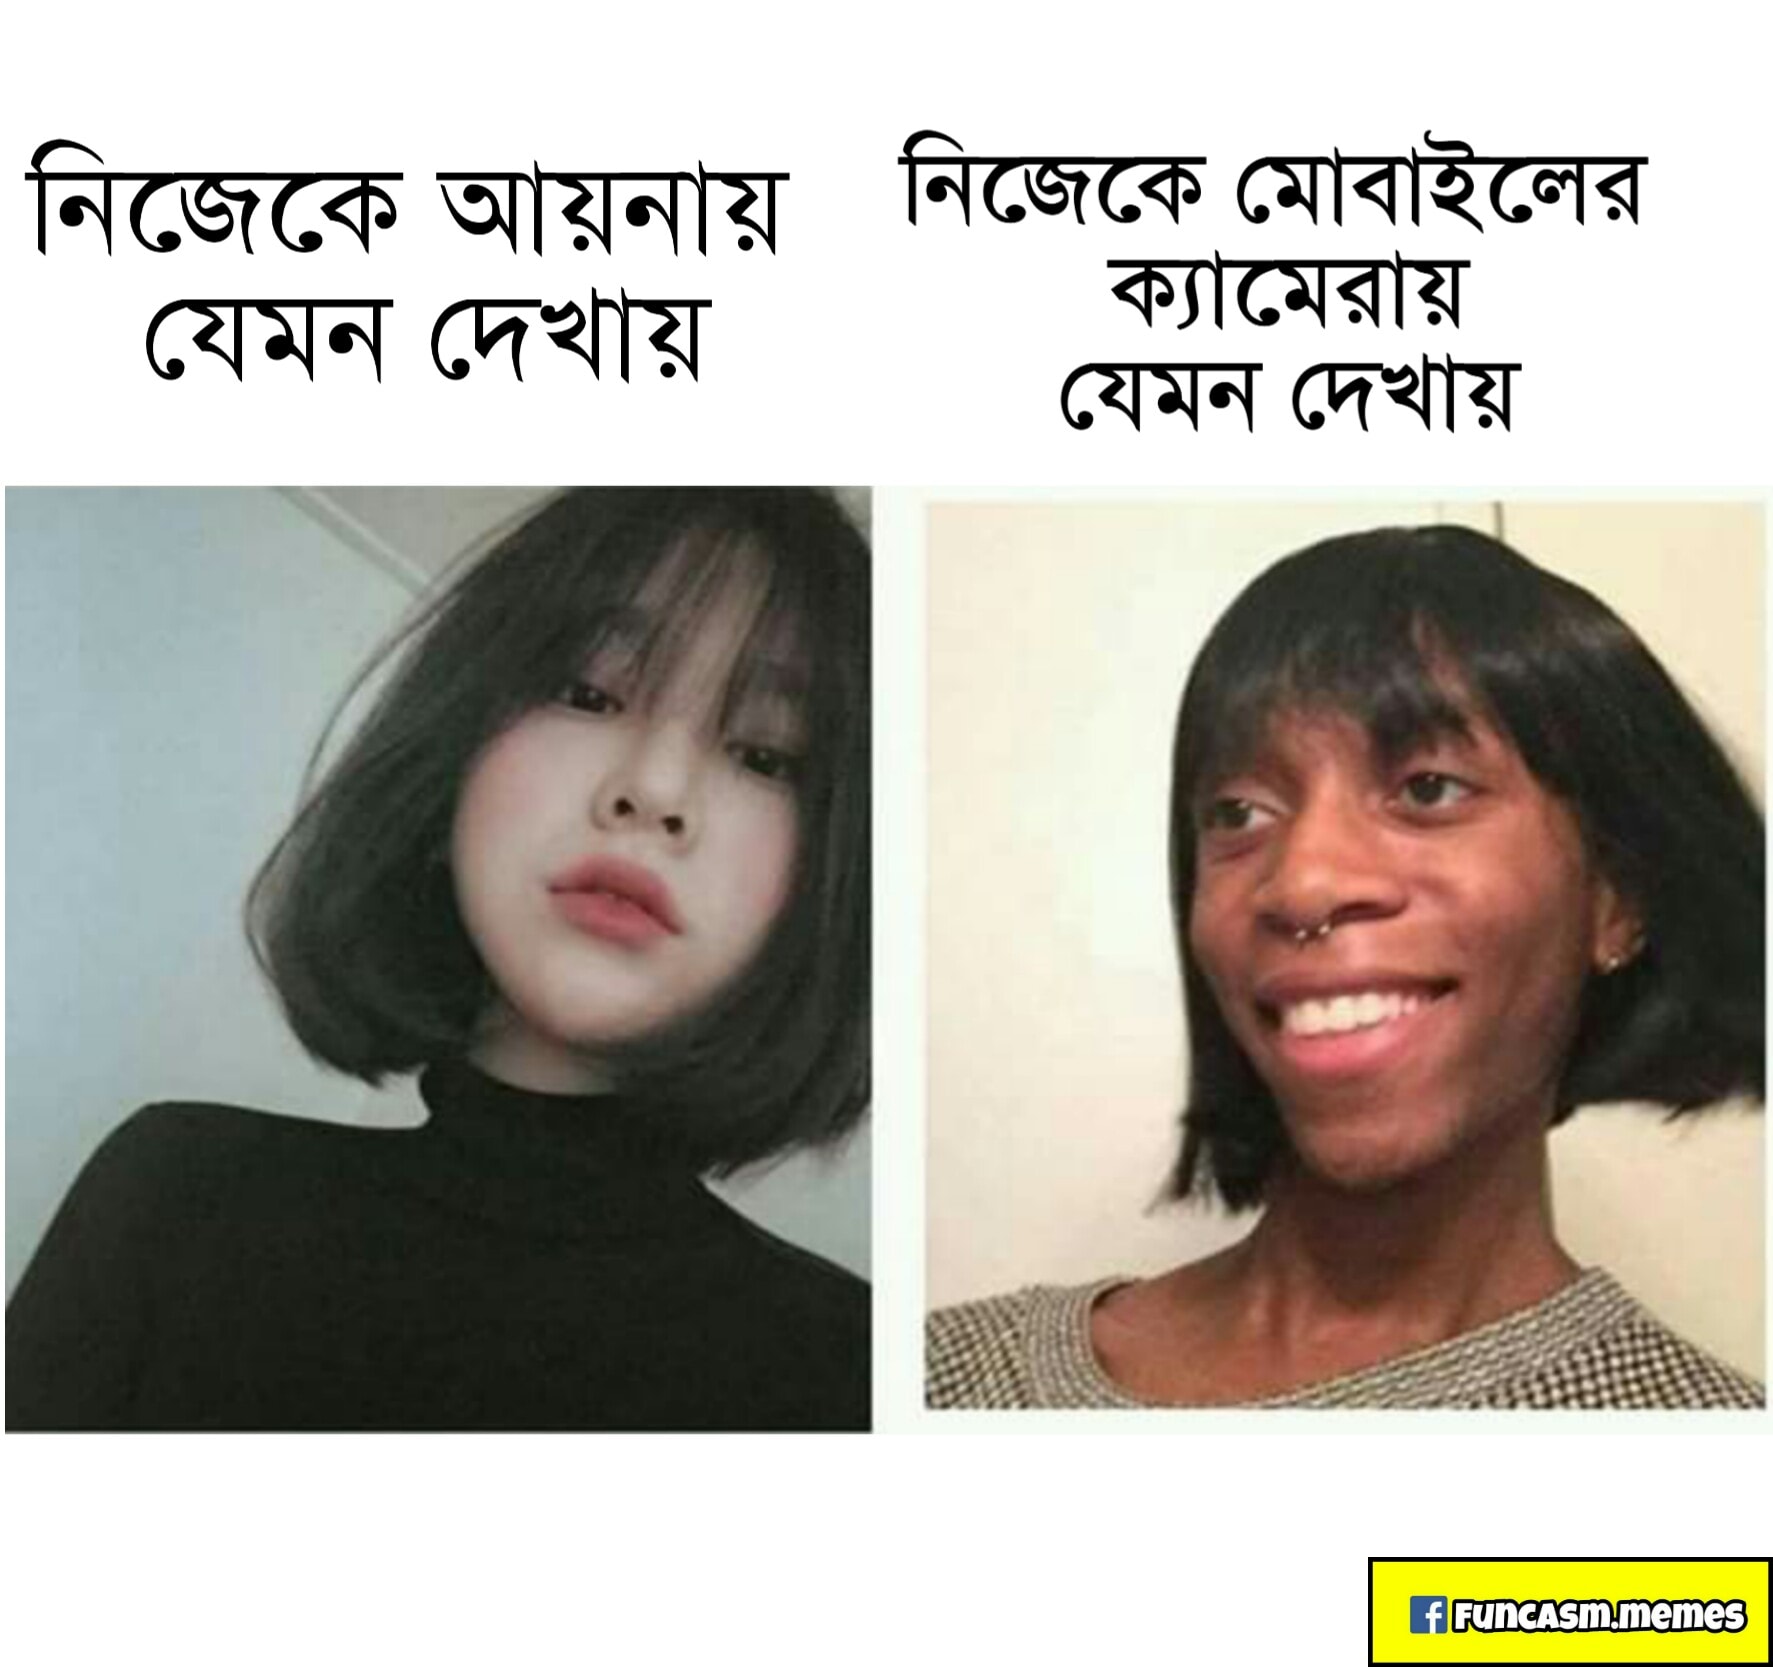 নিজেকে আয়নায়
যেমন দেখায়
নিজেকে মোবাইলের
ক্যামেরায়
যেমন দেখায়
f Funcasm.memes